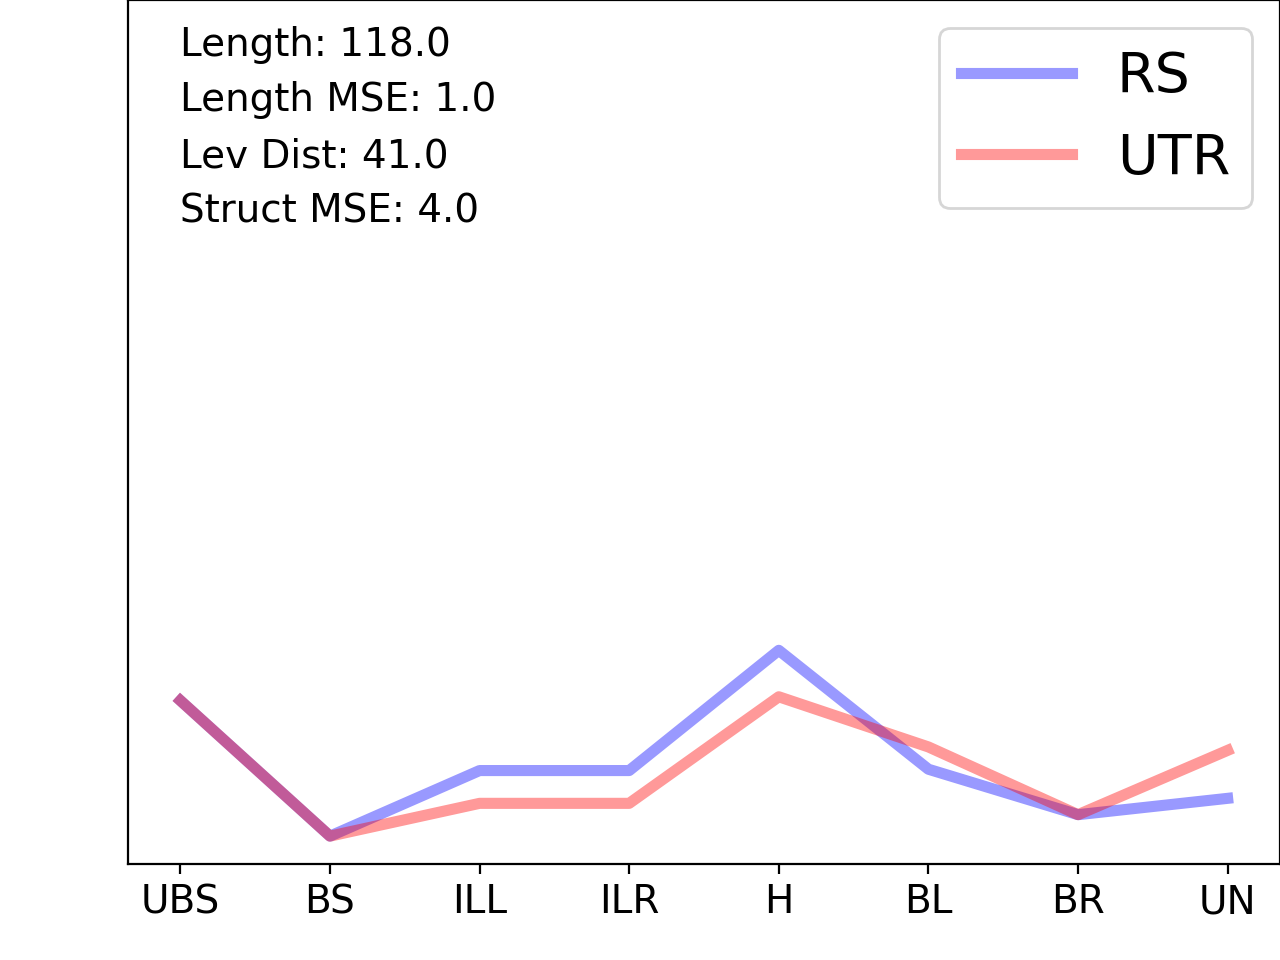 Length: 118.0
Length MSE: 1.0
Lev Dist: 41.0
Struct MSE: 4.0
RS
UTR
UBS BS ILL ILR H BL BR UN